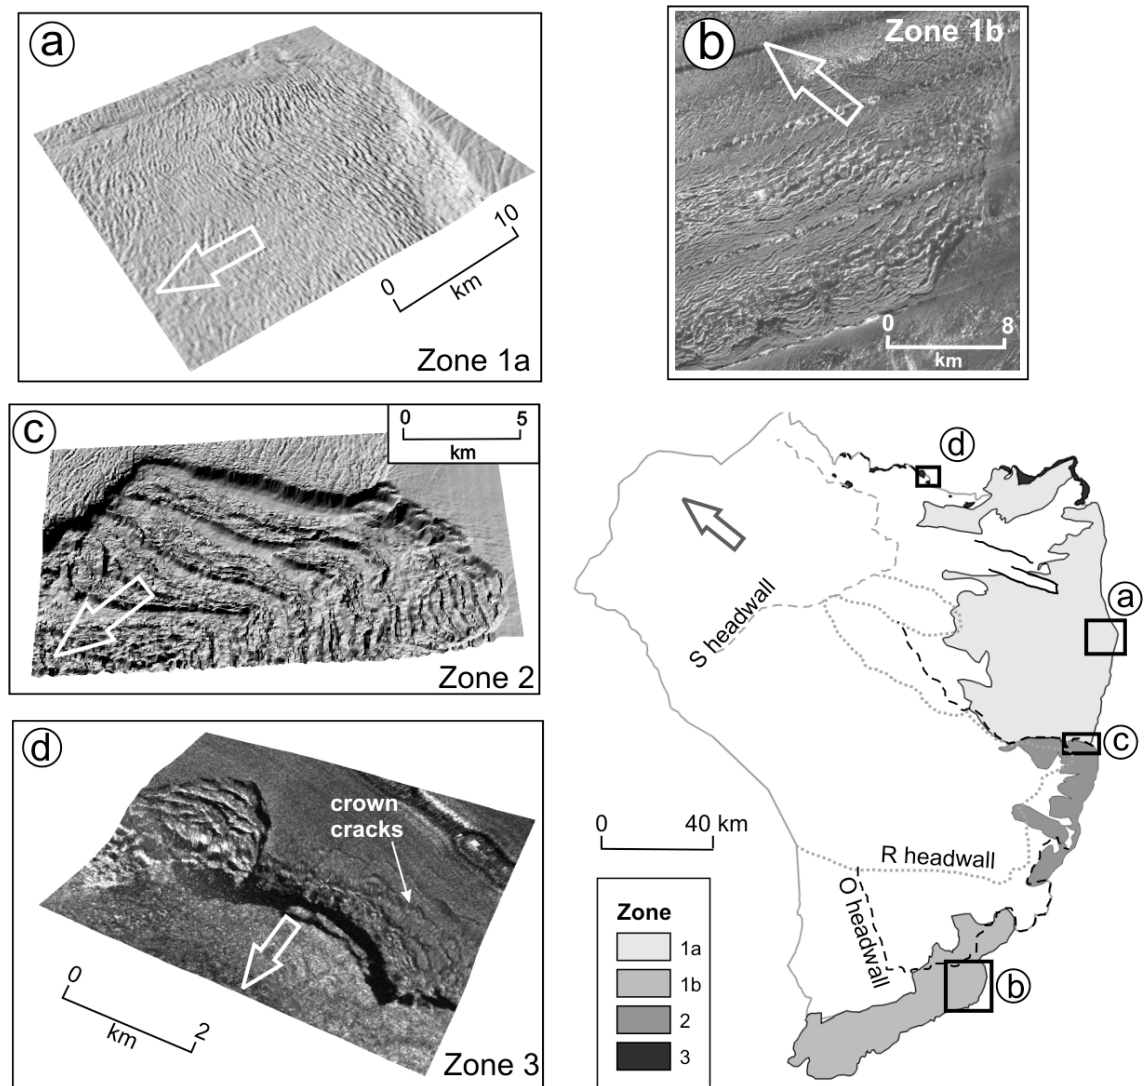 a
0
10
km
Zone 1a
b
Zone 1b
0
8
km
c
0
5
km
Zone 2
d
crown
cracks
0
2
km
Zone 3
d
a
c
b
S headwall
R headwall
O headwall
0
40 km
Zone
1a
1b
2
3